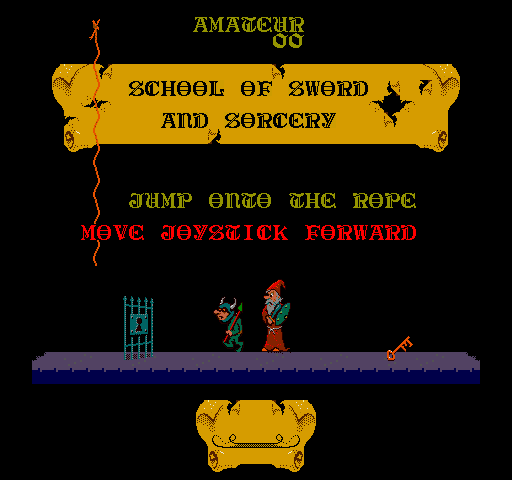 AMATEUR
00
SCHOOL OF SWORD
AND SORCERY
JUMP ONTO THE ROPE
MOVE JOYSTICK FORWARD